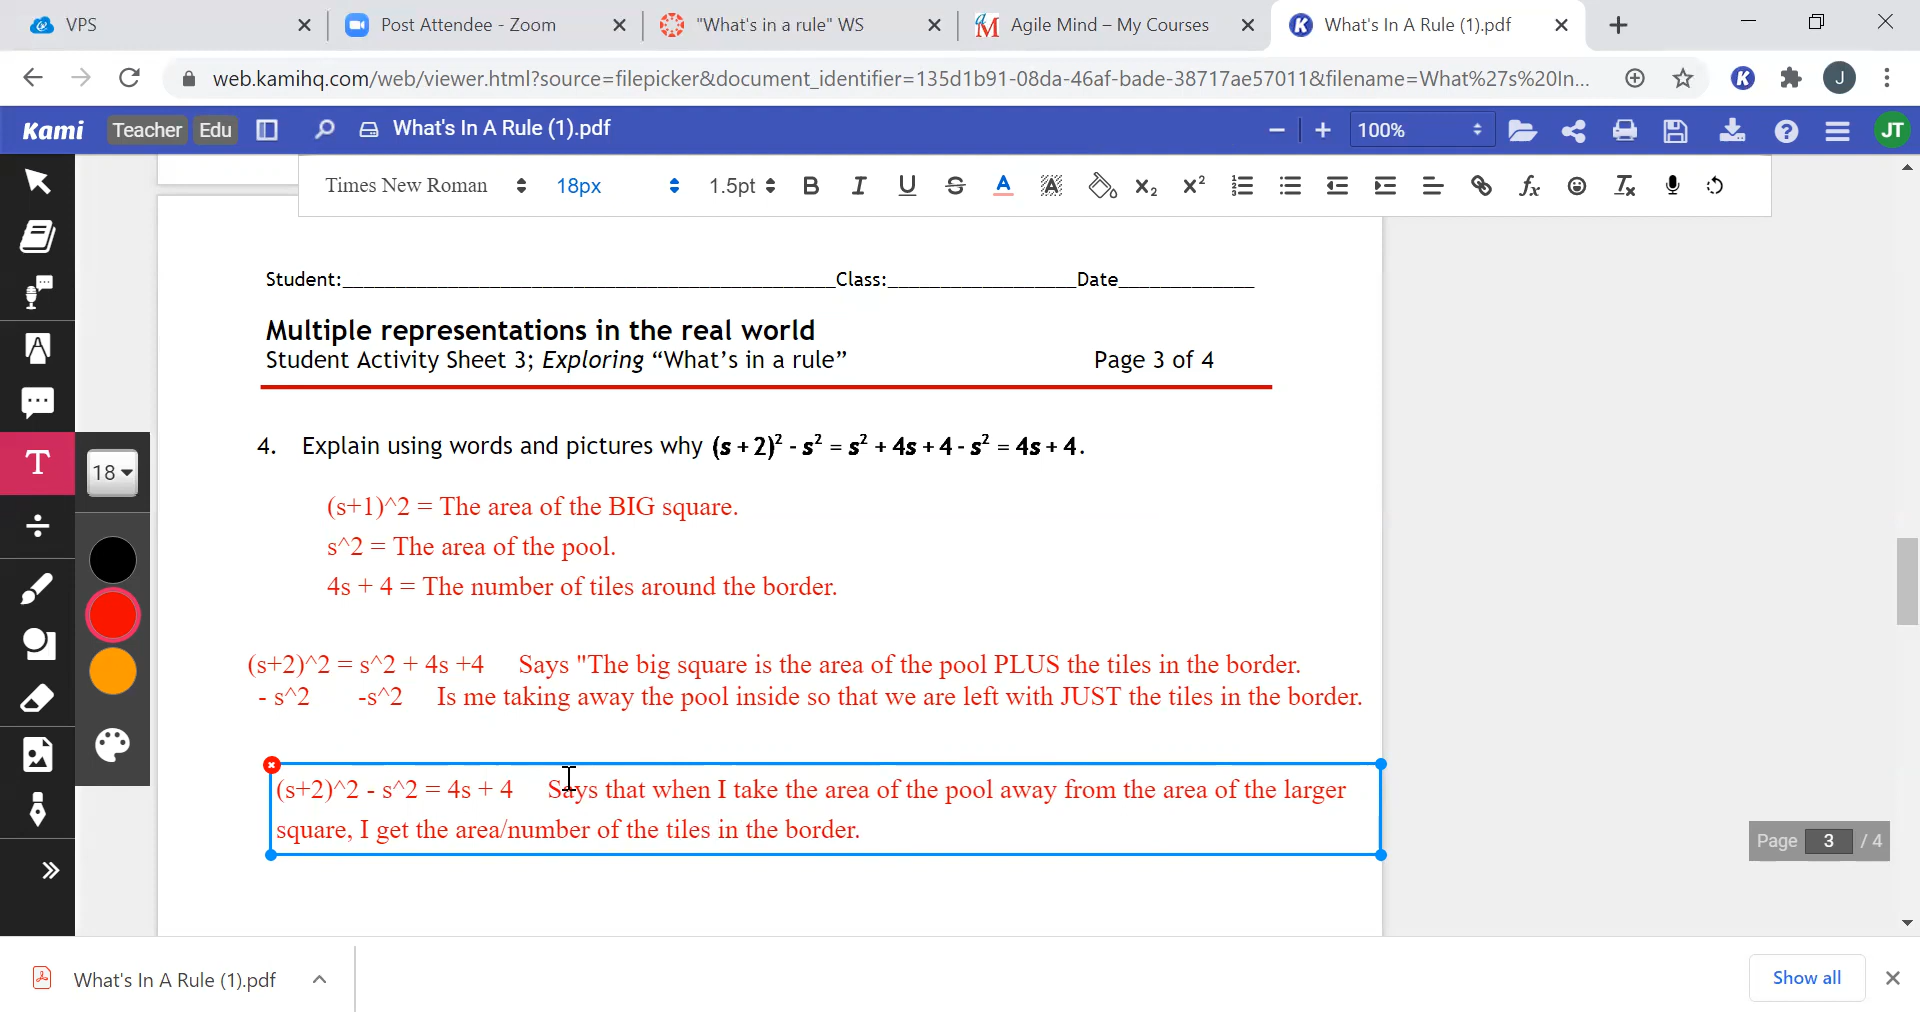 VPS
Post Attendee - Zoom
"What's in a rule" WS
Agile Mind – My Courses
What's In A Rule (1).pdf
web.kamihq.com/web/viewer.html?source=filepicker&document_identifier=135d1b91-08da-46af-bade-38717ae57011&filename=What%27s%20In...
J
Kami Teacher Edu What's In A Rule (1).pdf 100% JT
Times New Roman 18px 1.5pt
Student: Class: Date
Multiple representations in the real world
Student Activity Sheet 3; Exploring “What’s in a rule” Page 3 of 4
4. Explain using words and pictures why (s + 2)² - s² = s² + 4s + 4 - s² = 4s + 4.
18
(s+1)^2 = The area of the BIG square.
s^2 = The area of the pool.
4s + 4 = The number of tiles around the border.
(s+2)^2 = s^2 + 4s +4 Says "The big square is the area of the pool PLUS the tiles in the border.
- s^2 -s^2 Is me taking away the pool inside so that we are left with JUST the tiles in the border.
(s+2)^2 - s^2 = 4s + 4 Says that when I take the area of the pool away from the area of the larger
square, I get the area/number of the tiles in the border.
Page 3 / 4
What's In A Rule (1).pdf
Show all